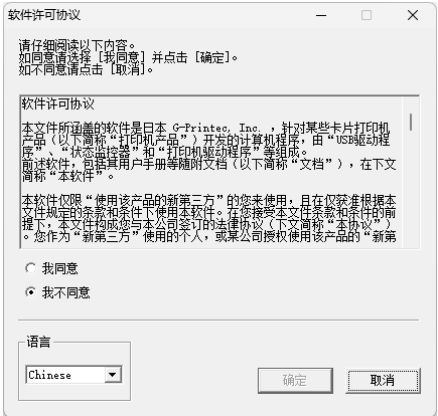 软件许可协议
请仔细阅读以下内容。
如同意请选择 [我同意] 并点击 [确定]。
如不同意请点击 [取消]。
软件许可协议
本文件所涵盖的软件是日本 G-Printec, Inc. ，针对某些卡片打印机
产品（以下简称“打印机产品”）开发的计算机程序，由“USB驱动程
序”、“状态监控器”和“打印机驱动程序”等组成。
前述软件，包括其用户手册等随附文档（以下简称“文档”），在下文
简称“本软件”。
本软件仅限“使用该产品的新第三方”的您来使用，且在仅获准根据本
文件规定的条款和条件下使用本软件。在您接受本文件条款和条件的前
提下，本文件构成您与本公司签订的法律协议（下文简称“本协议”）
。您作为“新第三方”使用的个人，或某公司授权使用该产品的“新第
我同意
我不同意
语言
Chinese
确定
取消